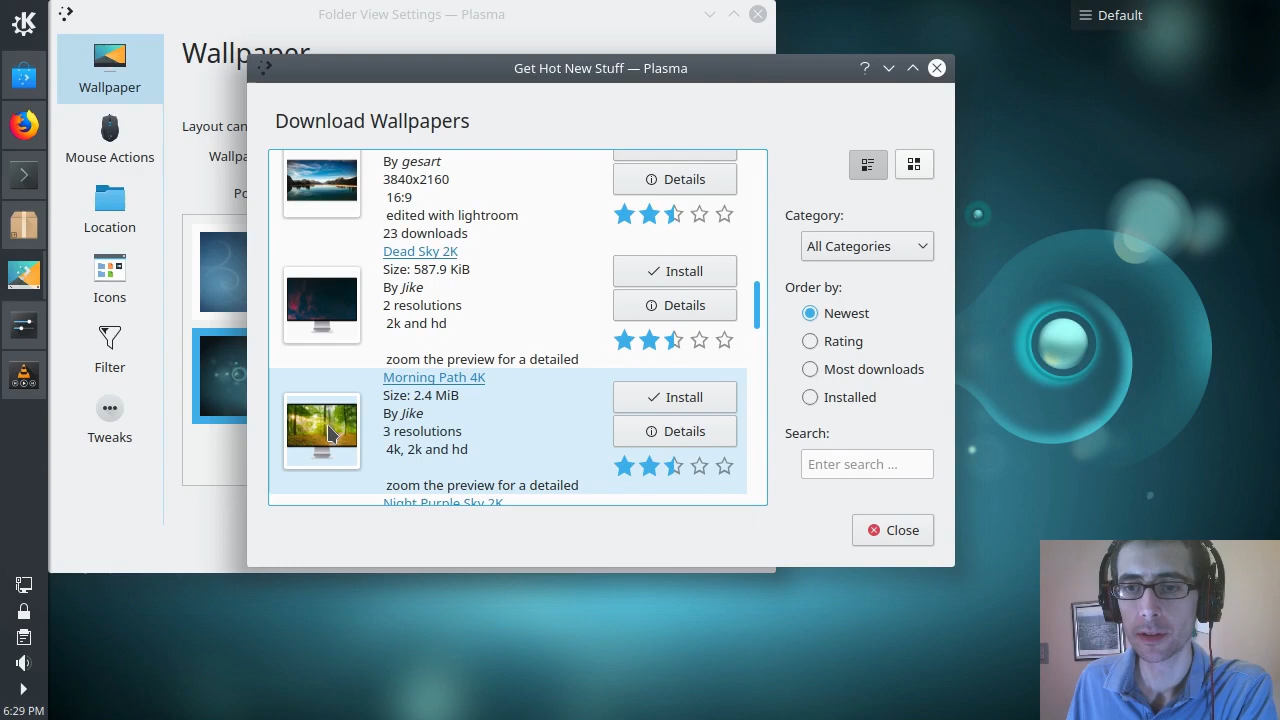 Folder View Settings — Plasma
Default
Wallpaper
Get Hot New Stuff — Plasma
Wallpaper
Mouse Actions
Location
Icons
Filter
Tweaks
Layout can
Wallpa
Po
Download Wallpapers
By gesart
3840x2160
16:9
edited with lightroom
23 downloads
Details
Dead Sky 2K
Size: 587.9 KiB
By Jike
2 resolutions
2k and hd
zoom the preview for a detailed
Install
Details
Morning Path 4K
Size: 2.4 MiB
By Jike
3 resolutions
4k, 2k and hd
zoom the preview for a detailed
Install
Details
Night Purple Sky 2K
Category:
All Categories
Order by:
Newest
Rating
Most downloads
Installed
Search:
Enter search ...
Close
6:29 PM